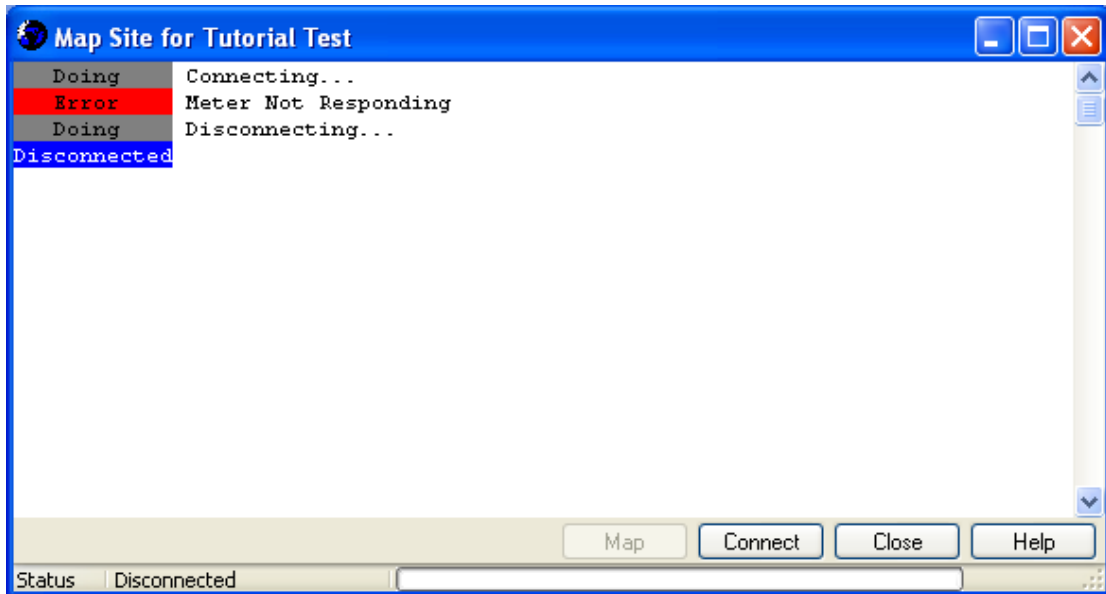 Map Site for Tutorial Test
Doing Connecting...
Error Meter Not Responding
Doing Disconnecting...
Disconnected
Map Connect Close Help
Status Disconnected